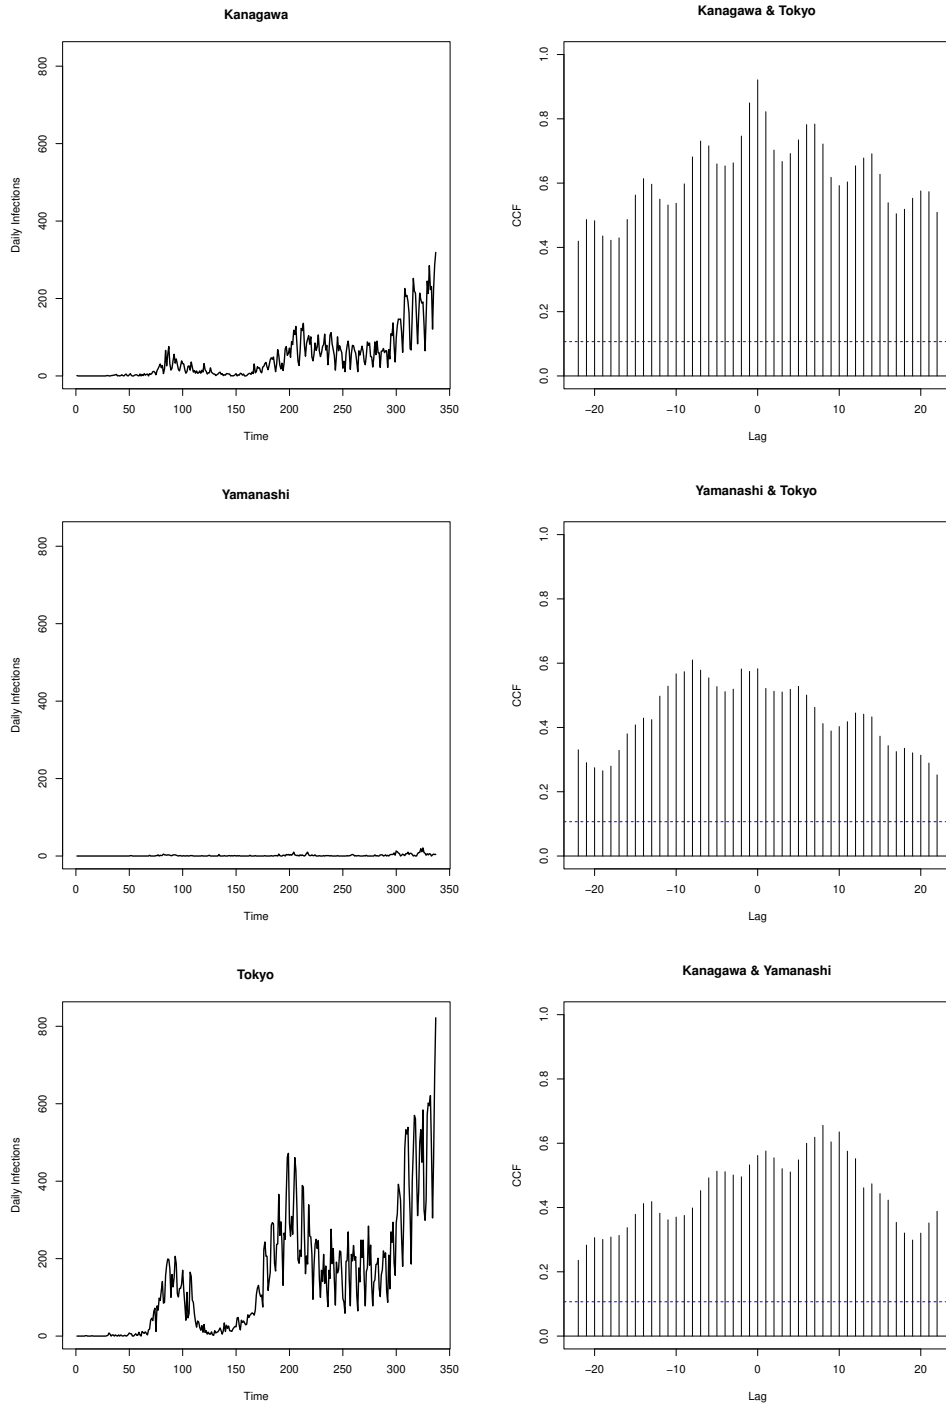 Kanagawa
Daily Infections
0 200 400 600 800
0 50 100 150 200 250 300 350
Time
Kanagawa & Tokyo
CCF
0.0 0.2 0.4 0.6 0.8 1.0
−20 −10 0 10 20
Lag
Yamanashi
Daily Infections
0 200 400 600 800
0 50 100 150 200 250 300 350
Time
Yamanashi & Tokyo
CCF
0.0 0.2 0.4 0.6 0.8 1.0
−20 −10 0 10 20
Lag
Tokyo
Daily Infections
0 200 400 600 800
0 50 100 150 200 250 300 350
Time
Kanagawa & Yamanashi
CCF
0.0 0.2 0.4 0.6 0.8 1.0
−20 −10 0 10 20
Lag